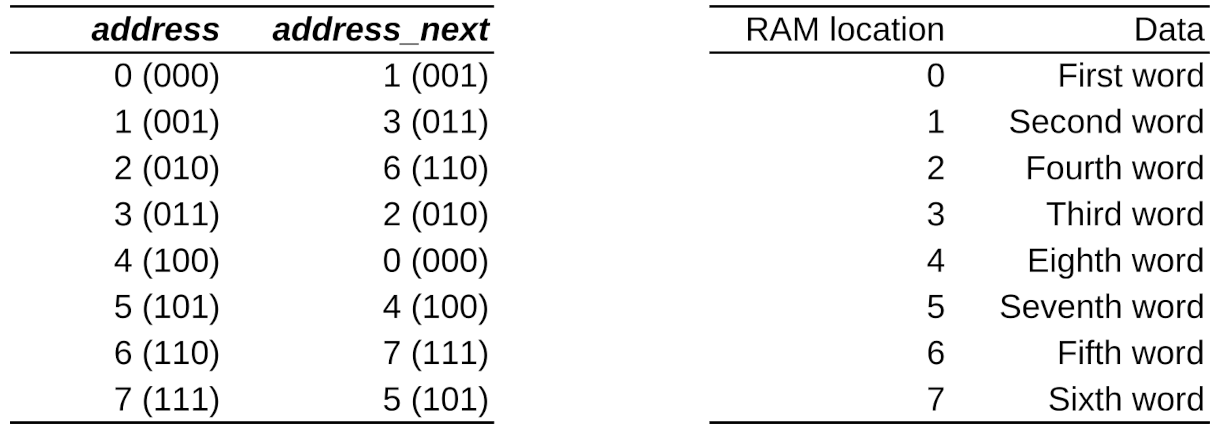 address address_next
0 (000) 1 (001)
1 (001) 3 (011)
2 (010) 6 (110)
3 (011) 2 (010)
4 (100) 0 (000)
5 (101) 4 (100)
6 (110) 7 (111)
7 (111) 5 (101)
RAM location Data
0 First word
1 Second word
2 Fourth word
3 Third word
4 Eighth word
5 Seventh word
6 Fifth word
7 Sixth word